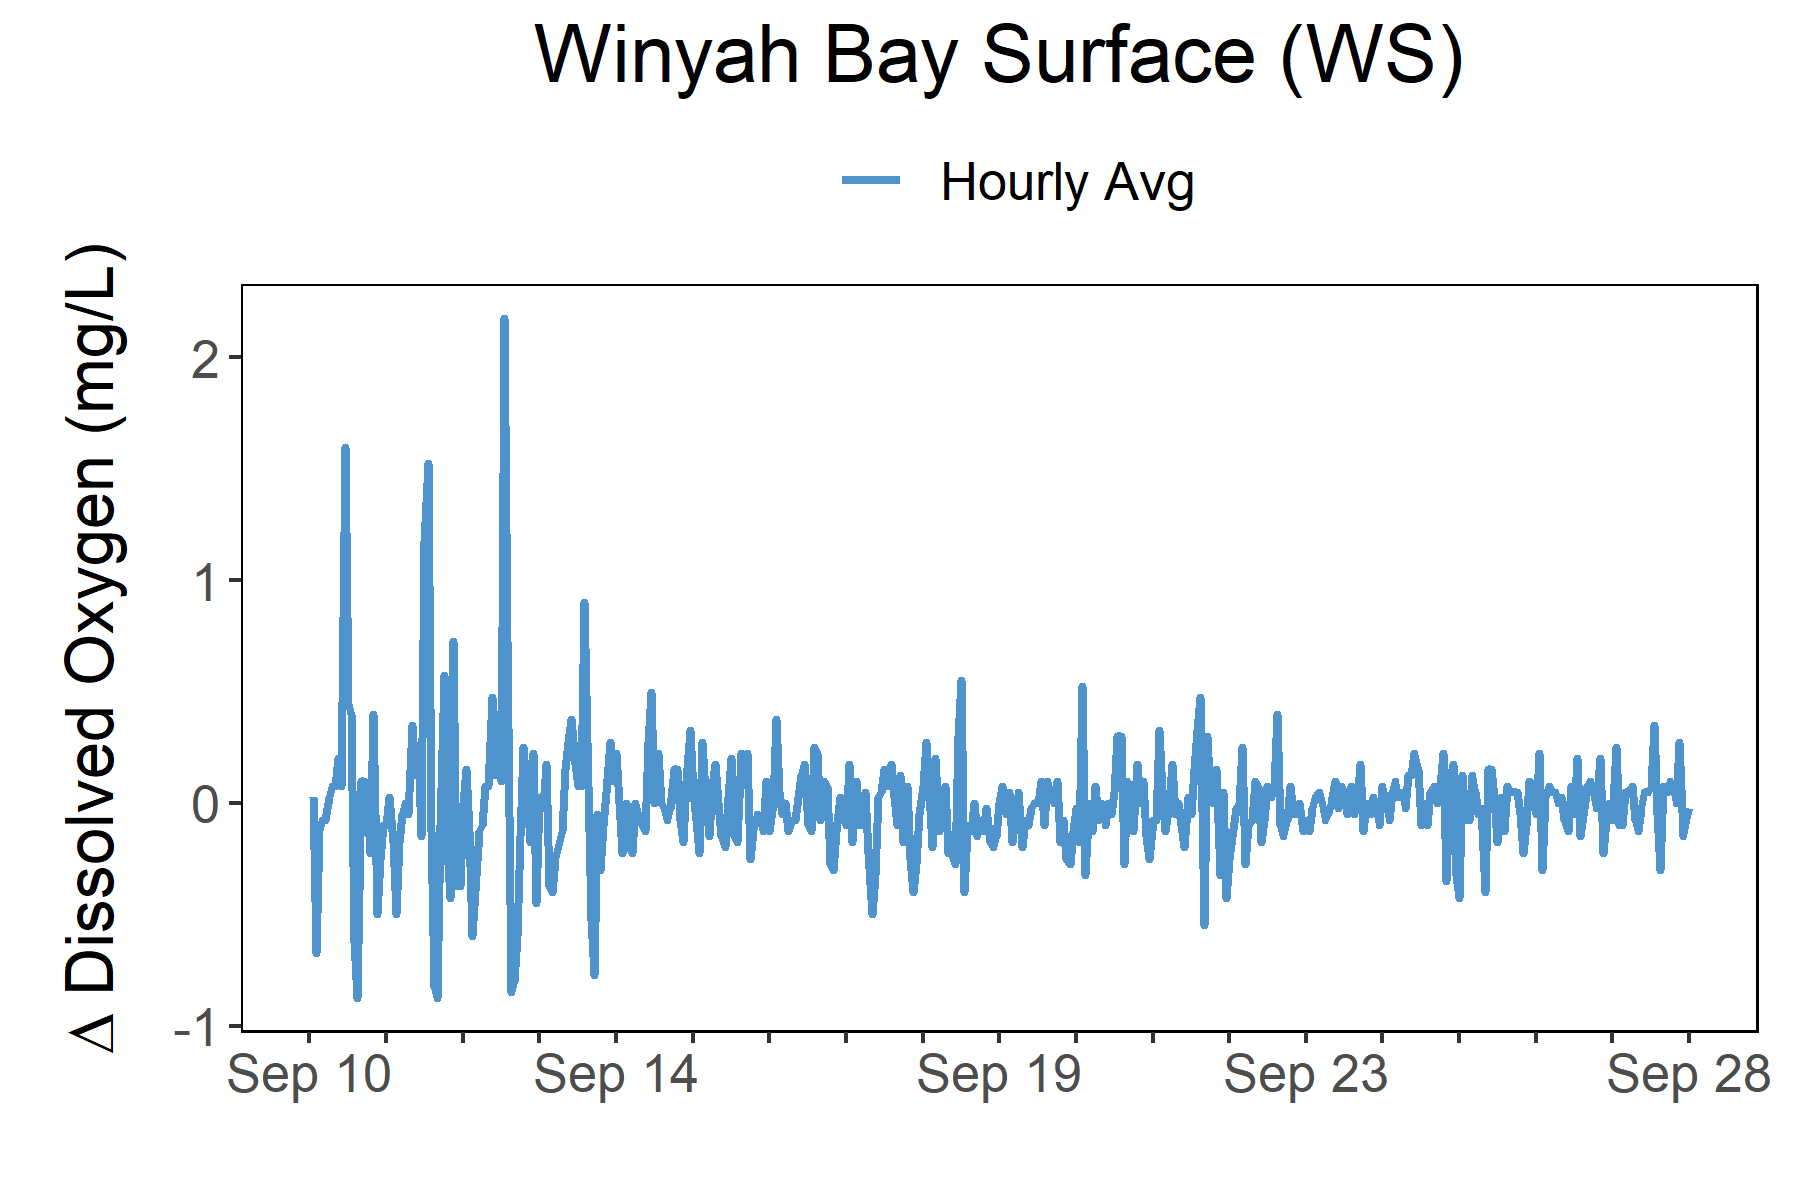 Winyah Bay Surface (WS)
Hourly Avg
Δ Dissolved Oxygen (mg/L)
2
1
0
-1
Sep 10 Sep 14 Sep 19 Sep 23 Sep 28